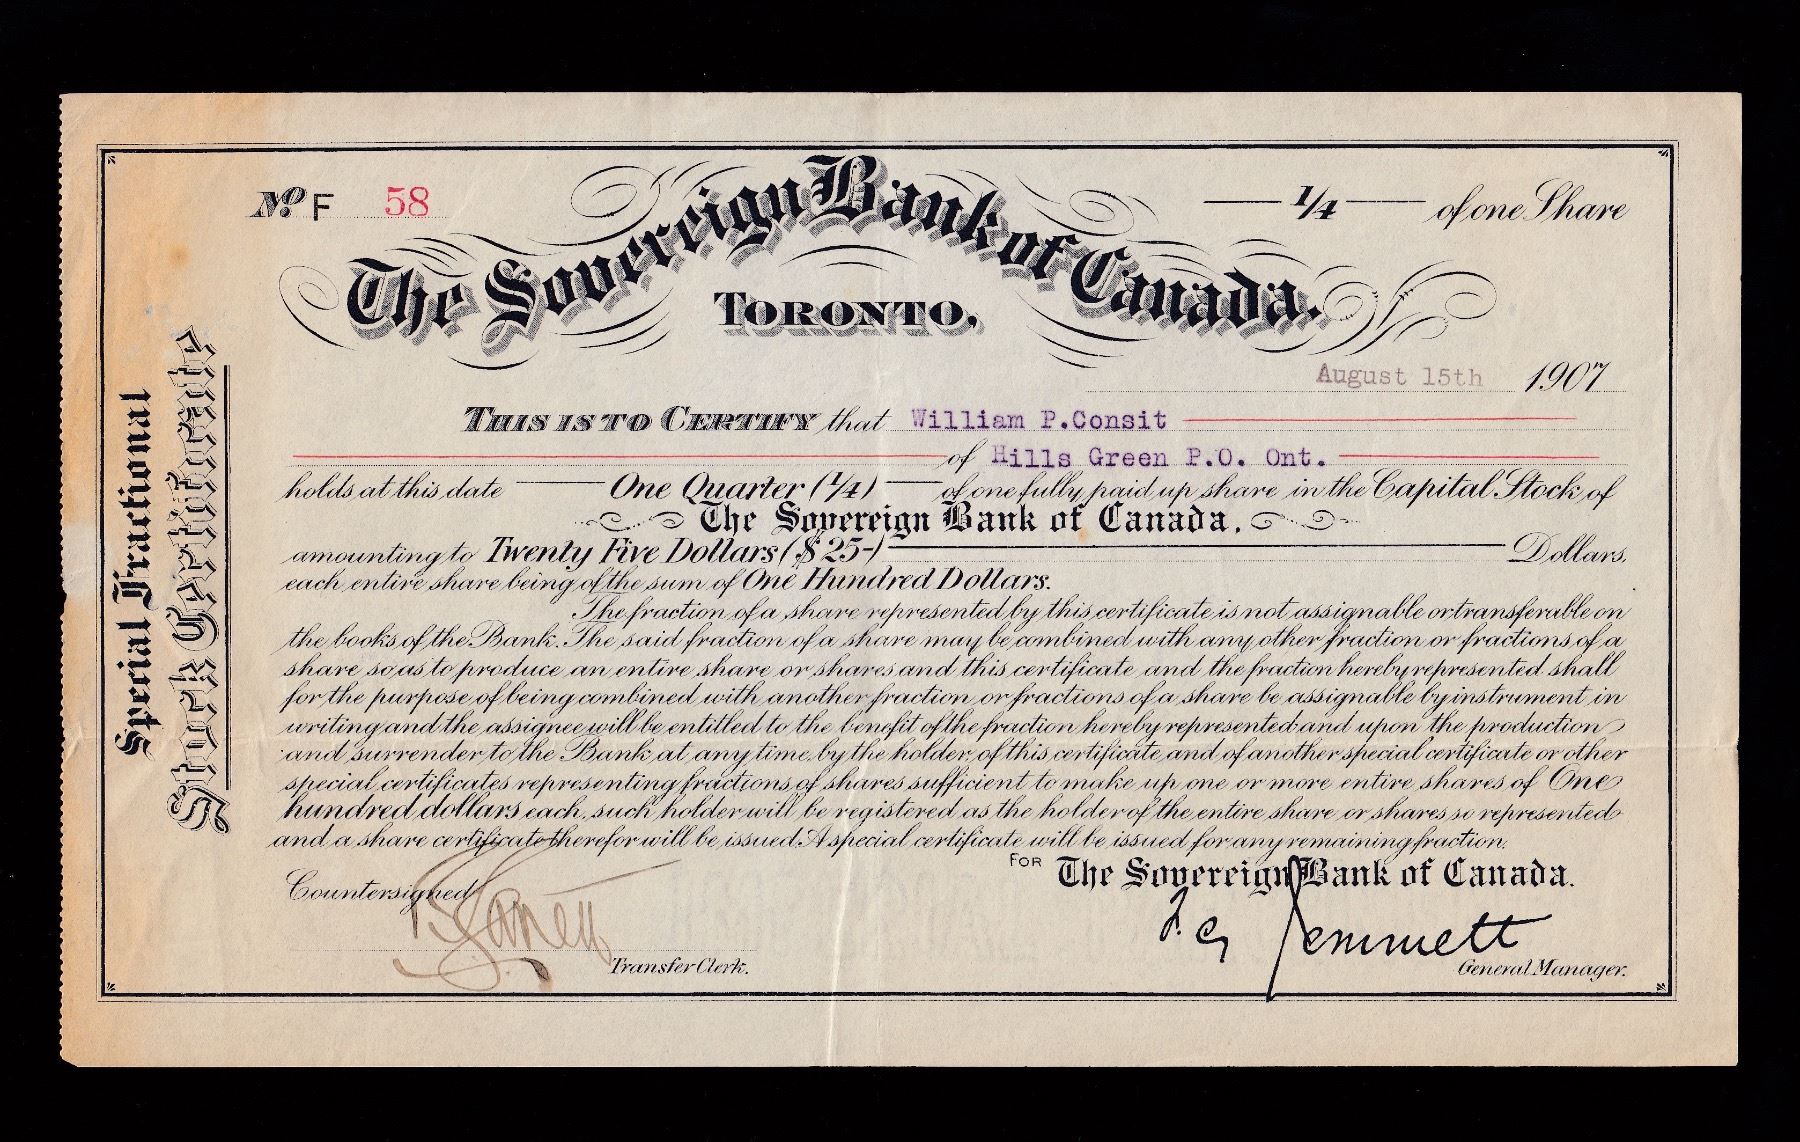 No. F 58
1/4 of one Share
The Sovereign Bank of Canada.
TORONTO,
August 15th 1907
THIS IS TO CERTIFY that William P. Consit
of Hills Green P.O. Ont.
holds at this date One Quarter (1/4) of one fully paid up share in the Capital Stock of
The Sovereign Bank of Canada.
amounting to Twenty Five Dollars ($25-) Dollars.
each entire share being of the sum of One Hundred Dollars.
The fraction of a share represented by this certificate is not assignable or transferable on
the books of the Bank. The said fraction of a share may be combined with any other fraction or fractions of a
share so as to produce an entire share or shares and this certificate and the fraction hereby represented shall
for the purpose of being combined with another fraction or fractions of a share be assignable by instrument in
writing and the assignee will be entitled to the benefit of the fraction hereby represented and upon the production
and surrender to the Bank at any time by the holder of this certificate and of another special certificate or other
special certificates representing fractions of shares sufficient to make up one or more entire shares of One
hundred dollars each, such holder will be registered as the holder of the entire share or shares so represented
and a share certificate therefor will be issued. A special certificate will be issued for any remaining fraction.
FOR The Sovereign Bank of Canada.
Countersigned
F. G. Jemmett
Transfer Clerk.
General Manager.
Special Fractional
Stock Certificate